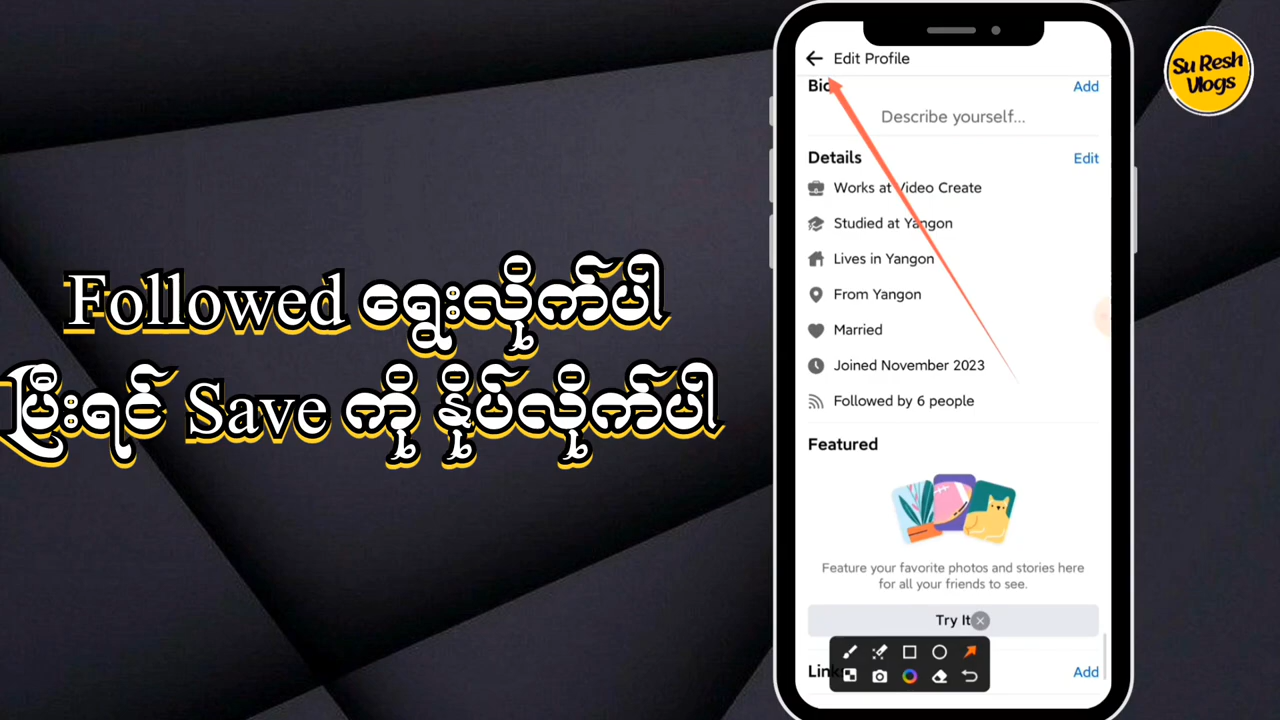 Followed ရွေးလိုက်ပါ
ပြီးရင် Save ကို နှိပ်လိုက်ပါ
Su Resh
Vlogs
Edit Profile
Bio
Add
Describe yourself...
Details
Edit
Works at Video Create
Studied at Yangon
Lives in Yangon
From Yangon
Married
Joined November 2023
Followed by 6 people
Featured
Feature your favorite photos and stories here
for all your friends to see.
Try It
Link
Add